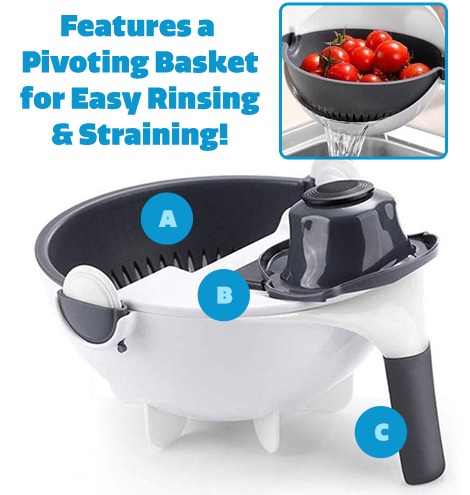 Features a
Pivoting Basket
for Easy Rinsing
& Straining!
A
B
C